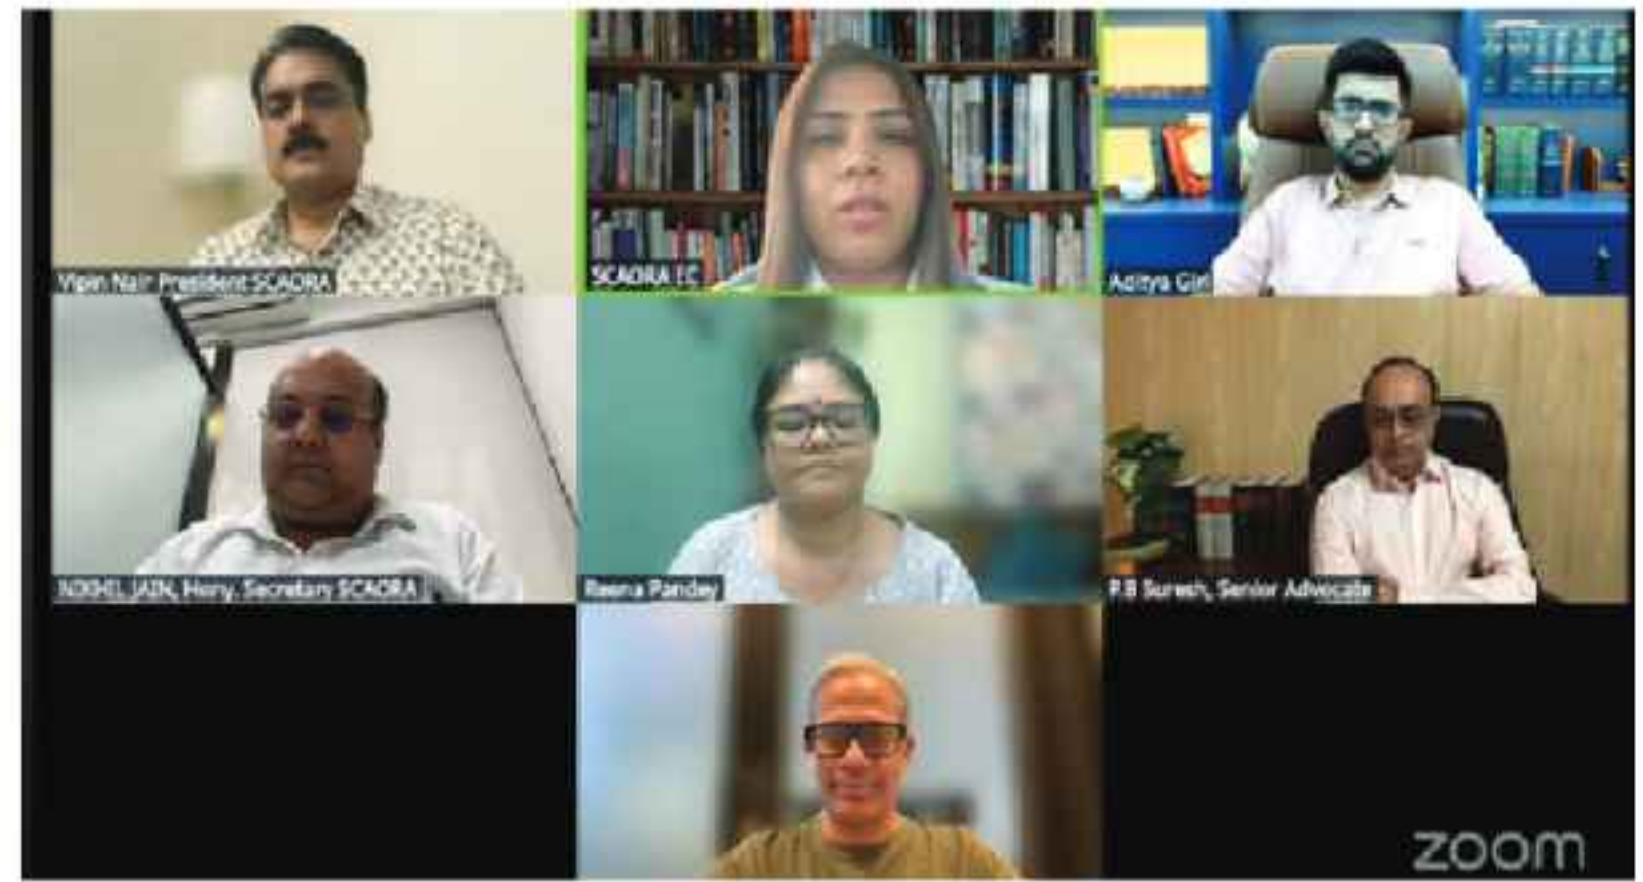 Vipin Nair President SCAORA
SCAORA EC
Aditya Giri
NIKHIL JAIN, Hony. Secretary SCAORA
Reena Pandey
P.B Suresh, Senior Advocate
zoom